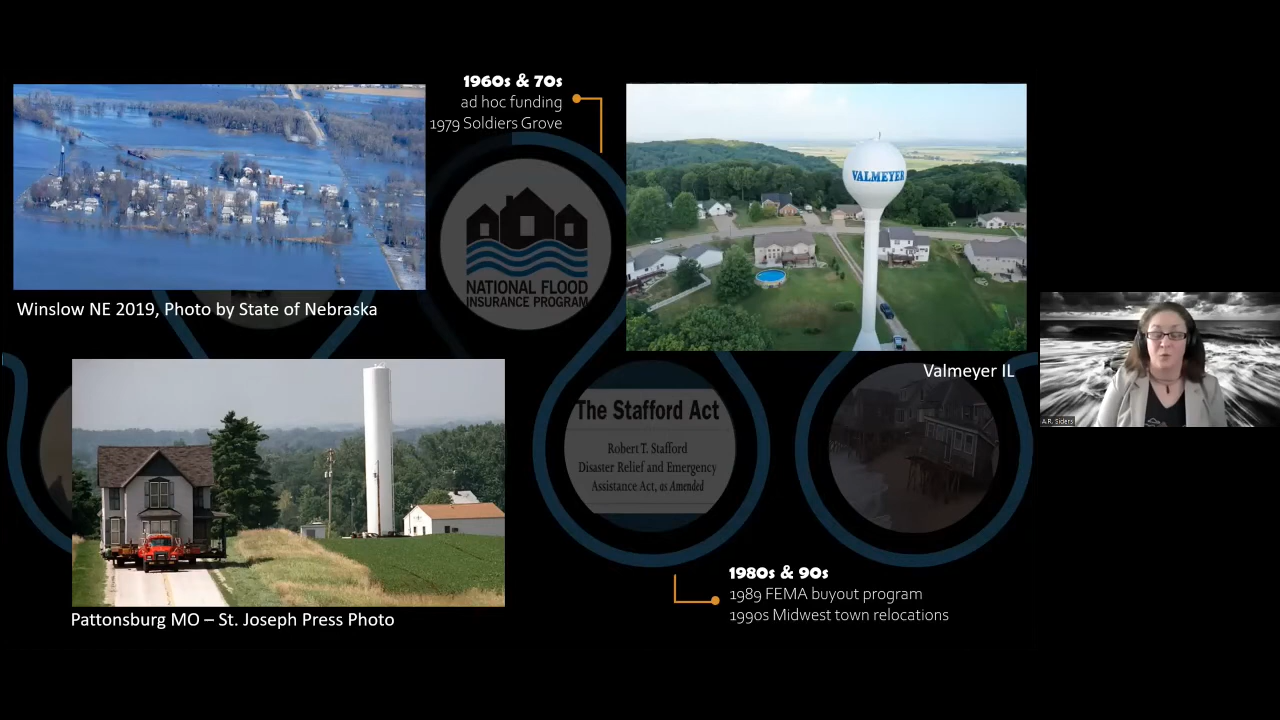 1960s & 70s
ad hoc funding
1979 Soldiers Grove
VALMEYER
NATIONAL FLOOD
INSURANCE PROGRAM
Winslow NE 2019, Photo by State of Nebraska
Valmeyer IL
The Stafford Act
Robert T. Stafford
Disaster Relief and Emergency
Assistance Act, as Amended
A.R. Siders
1980s & 90s
1989 FEMA buyout program
1990s Midwest town relocations
Pattonsburg MO – St. Joseph Press Photo